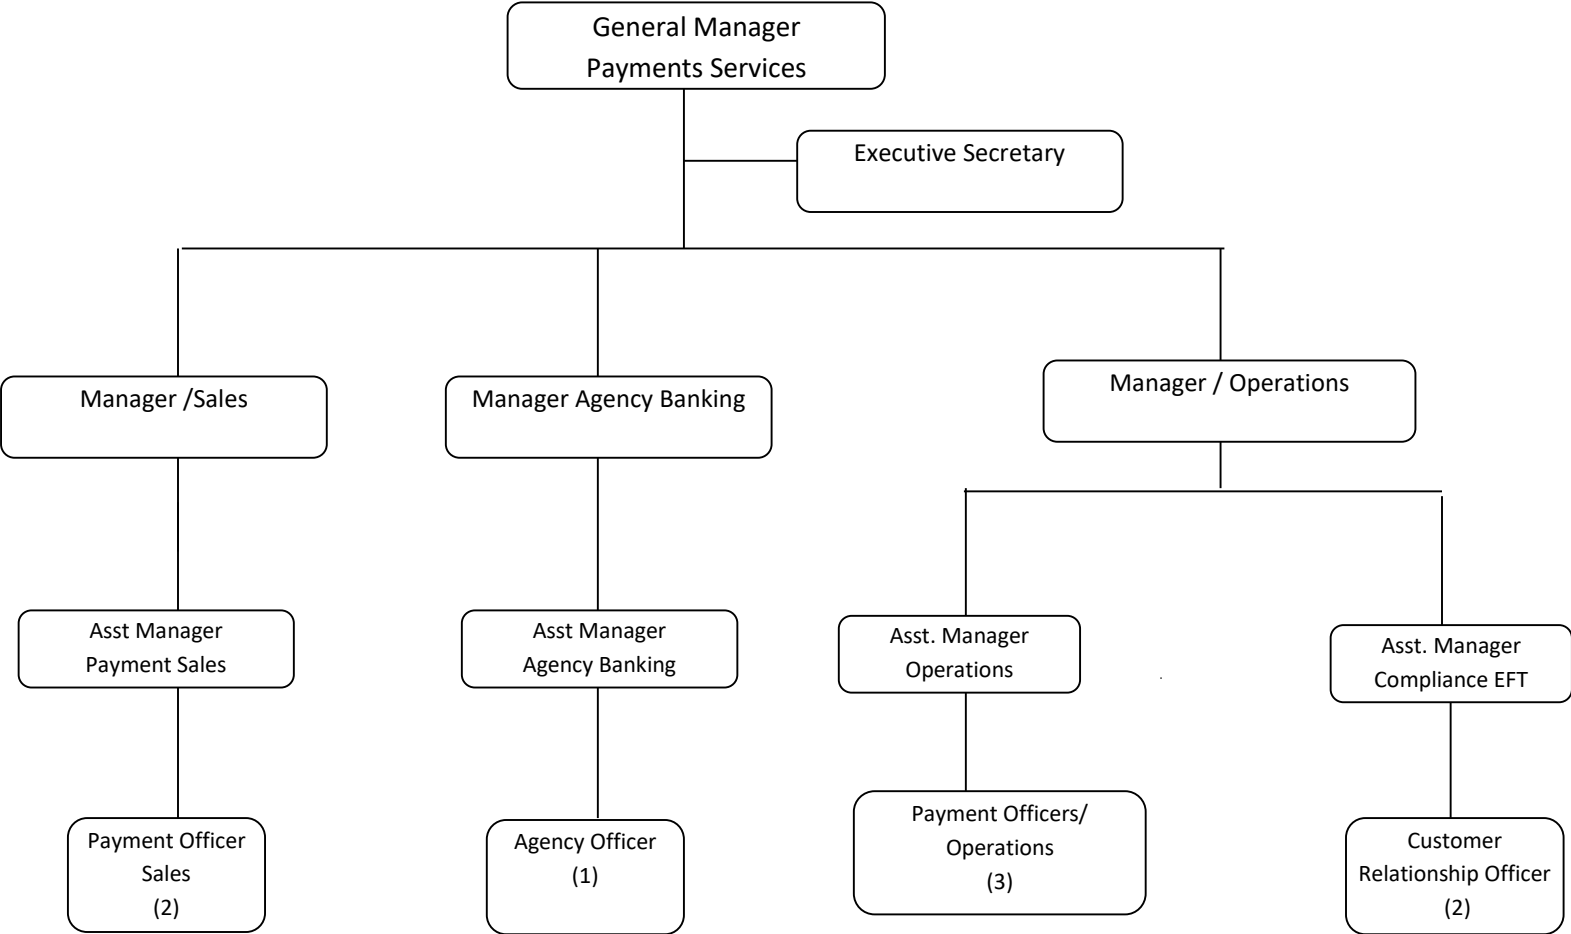 General Manager
Payments Services
Executive Secretary
Manager /Sales
Manager Agency Banking
Manager / Operations
Asst Manager
Payment Sales
Asst Manager
Agency Banking
Asst. Manager
Operations
Asst. Manager
Compliance EFT
Payment Officer
Sales
(2)
Agency Officer
(1)
Payment Officers/
Operations
(3)
Customer
Relationship Officer
(2)